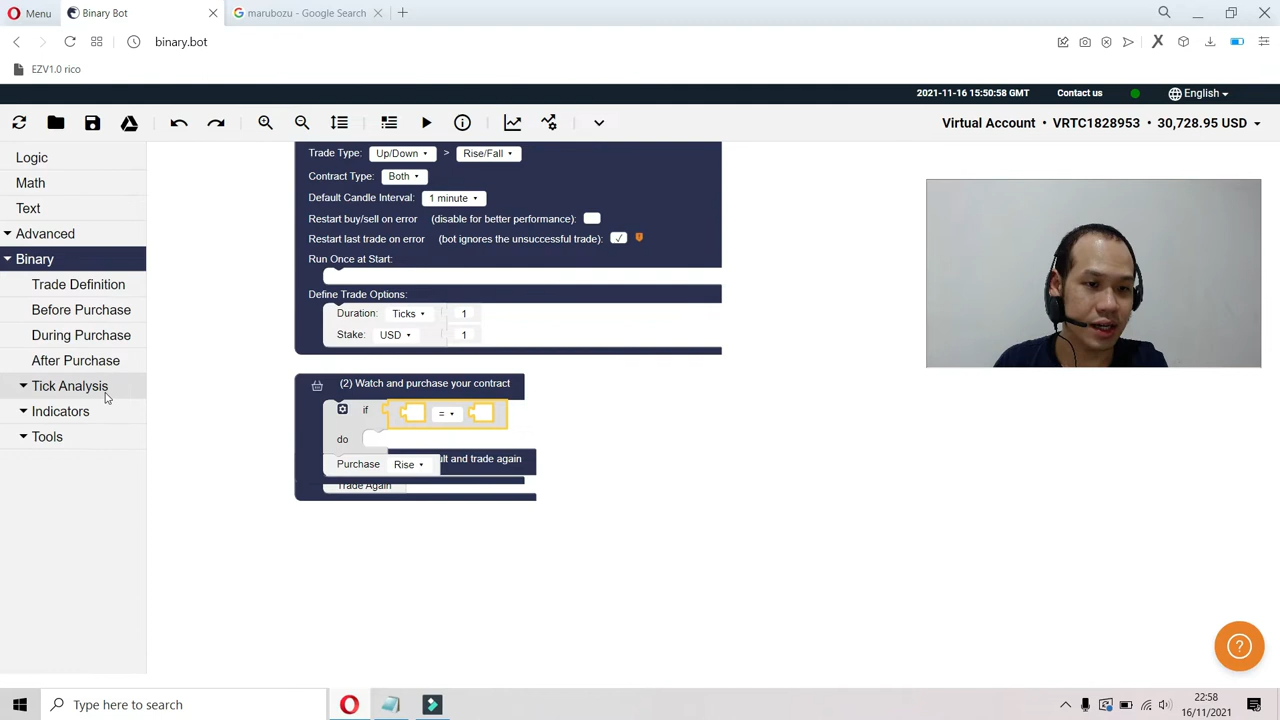 Menu
Binary Bot
marubozu - Google Search
binary.bot
EZV1.0 rico
2021-11-16 15:50:58 GMT
Contact us
English
Virtual Account • VRTC1828953 • 30,728.95 USD
Logic
Math
Text
Advanced
Binary
Trade Definition
Before Purchase
During Purchase
After Purchase
Tick Analysis
Indicators
Tools
Trade Type: Up/Down > Rise/Fall
Contract Type: Both
Default Candle Interval: 1 minute
Restart buy/sell on error (disable for better performance):
Restart last trade on error (bot ignores the unsuccessful trade): ✓
Run Once at Start:
Define Trade Options:
Duration: Ticks 1
Stake: USD 1
(2) Watch and purchase your contract
if =
do
ult and trade again
Purchase Rise
Trade Again
Type here to search
22:58
16/11/2021